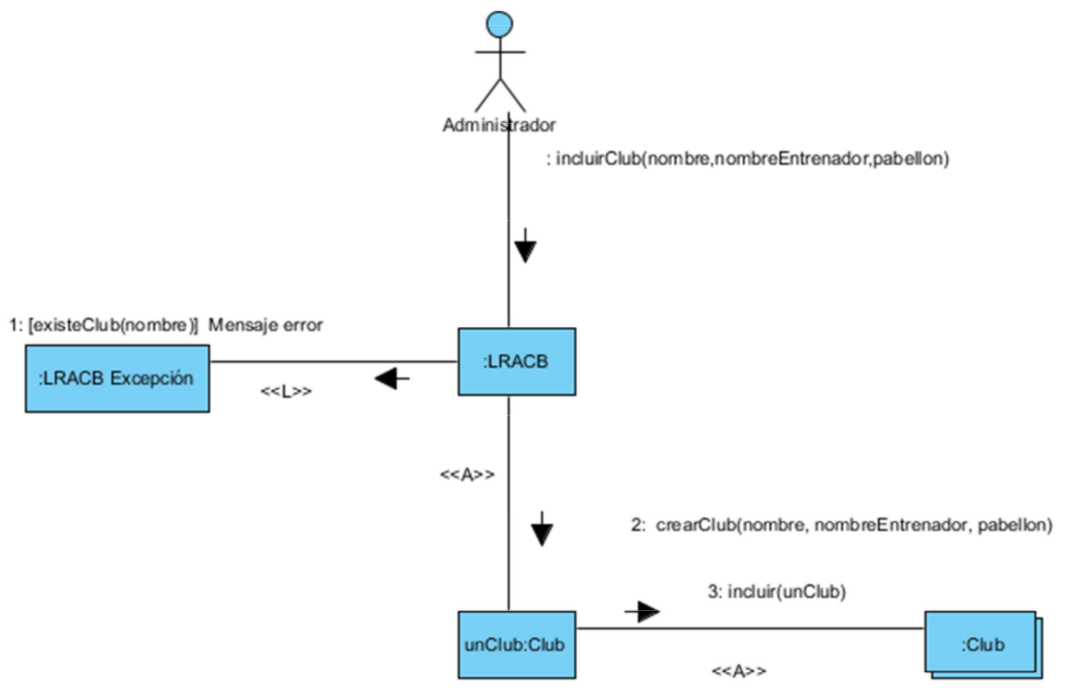 Administrador
: incluirClub(nombre,nombreEntrenador,pabellon)
1: [existeClub(nombre)] Mensaje error
:LRACB Excepción
<<L>>
:LRACB
<<A>>
2: crearClub(nombre, nombreEntrenador, pabellon)
3: incluir(unClub)
unClub:Club
:Club
<<A>>